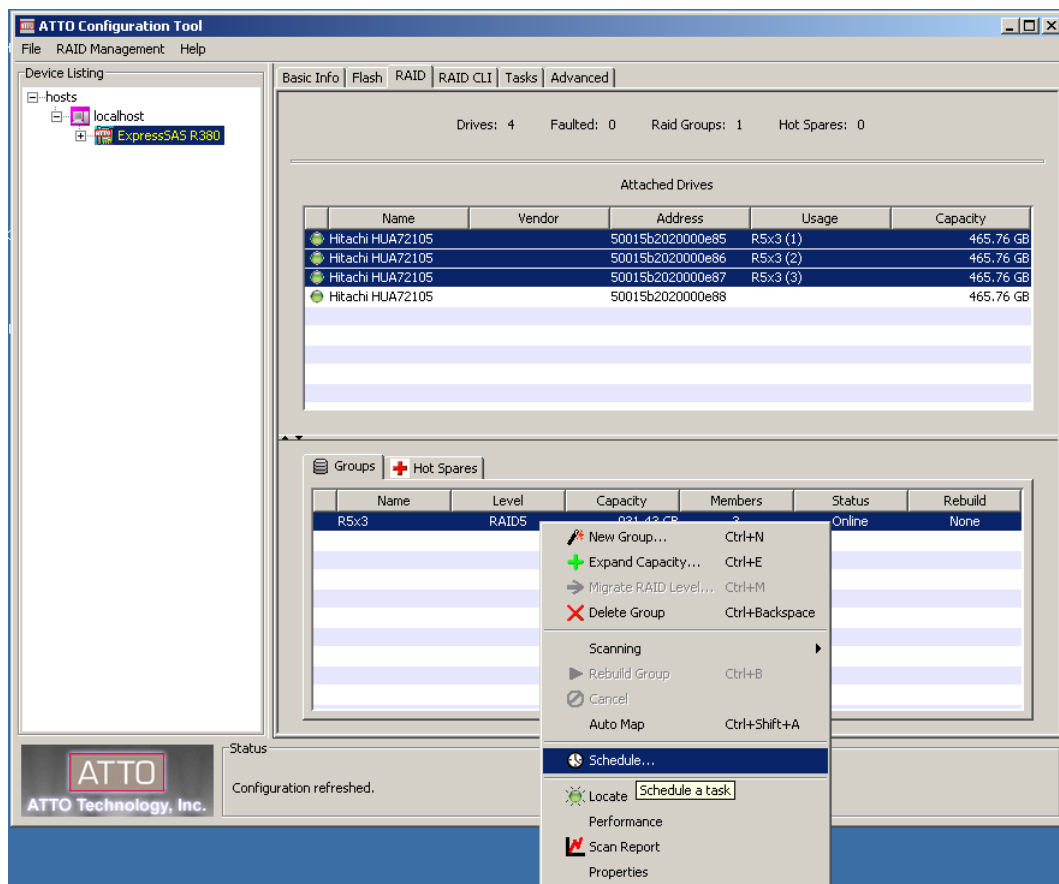 ATTO Configuration Tool
File RAID Management Help
Device Listing
hosts
localhost
ExpressSAS R380
Basic Info Flash RAID RAID CLI Tasks Advanced
Drives: 4 Faulted: 0 Raid Groups: 1 Hot Spares: 0
Attached Drives
Name Vendor Address Usage Capacity
Hitachi HUA72105 50015b2020000e85 R5x3 (1) 465.76 GB
Hitachi HUA72105 50015b2020000e86 R5x3 (2) 465.76 GB
Hitachi HUA72105 50015b2020000e87 R5x3 (3) 465.76 GB
Hitachi HUA72105 50015b2020000e88 465.76 GB
Groups Hot Spares
Name Level Capacity Members Status Rebuild
R5x3 RAID5 931.43 GB 3 Online None
New Group... Ctrl+N
Expand Capacity... Ctrl+E
Migrate RAID Level... Ctrl+M
Delete Group Ctrl+Backspace
Scanning
Rebuild Group Ctrl+B
Cancel
Auto Map Ctrl+Shift+A
Schedule...
Locate Schedule a task
Performance
Scan Report
Properties
Status
Configuration refreshed.
ATTO
ATTO Technology, Inc.